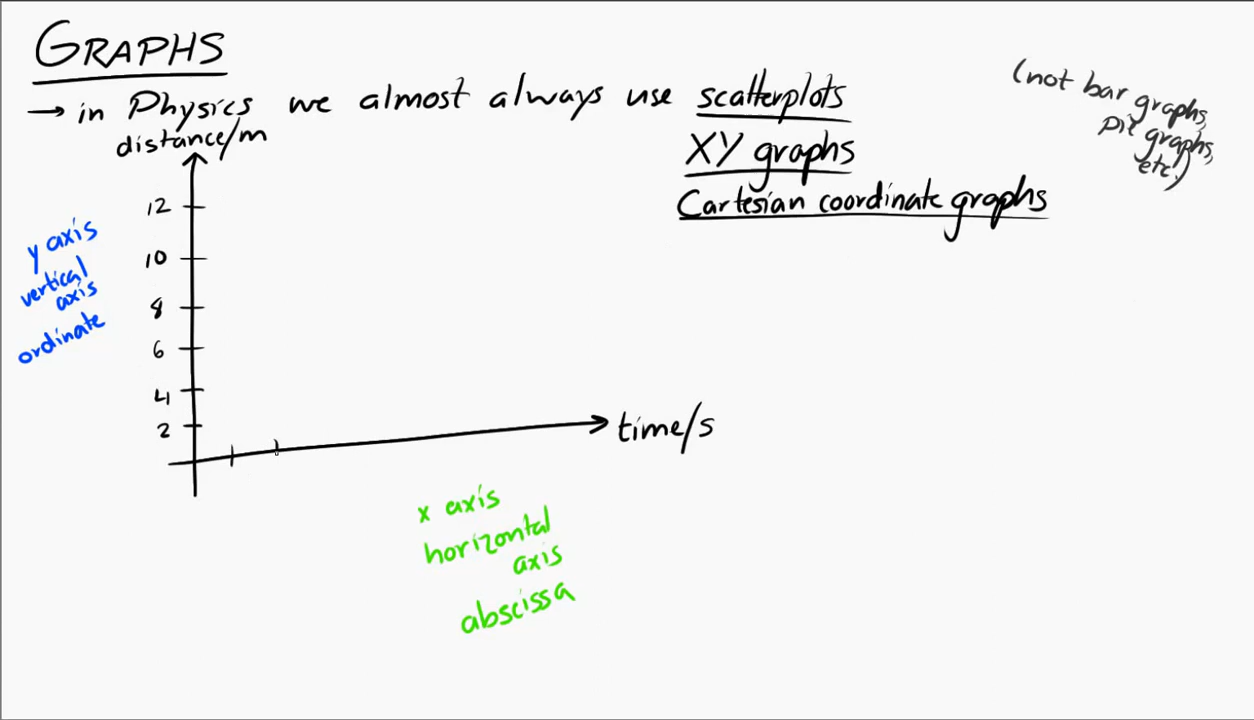 GRAPHS
→ in Physics we almost always use scatterplots
XY graphs
Cartesian coordinate graphs
(not bar graphs,
pie graphs,
etc)
distance/m
12
10
8
6
4
2
y axis
vertical
axis
ordinate
time/s
x axis
horizontal
axis
abscissa